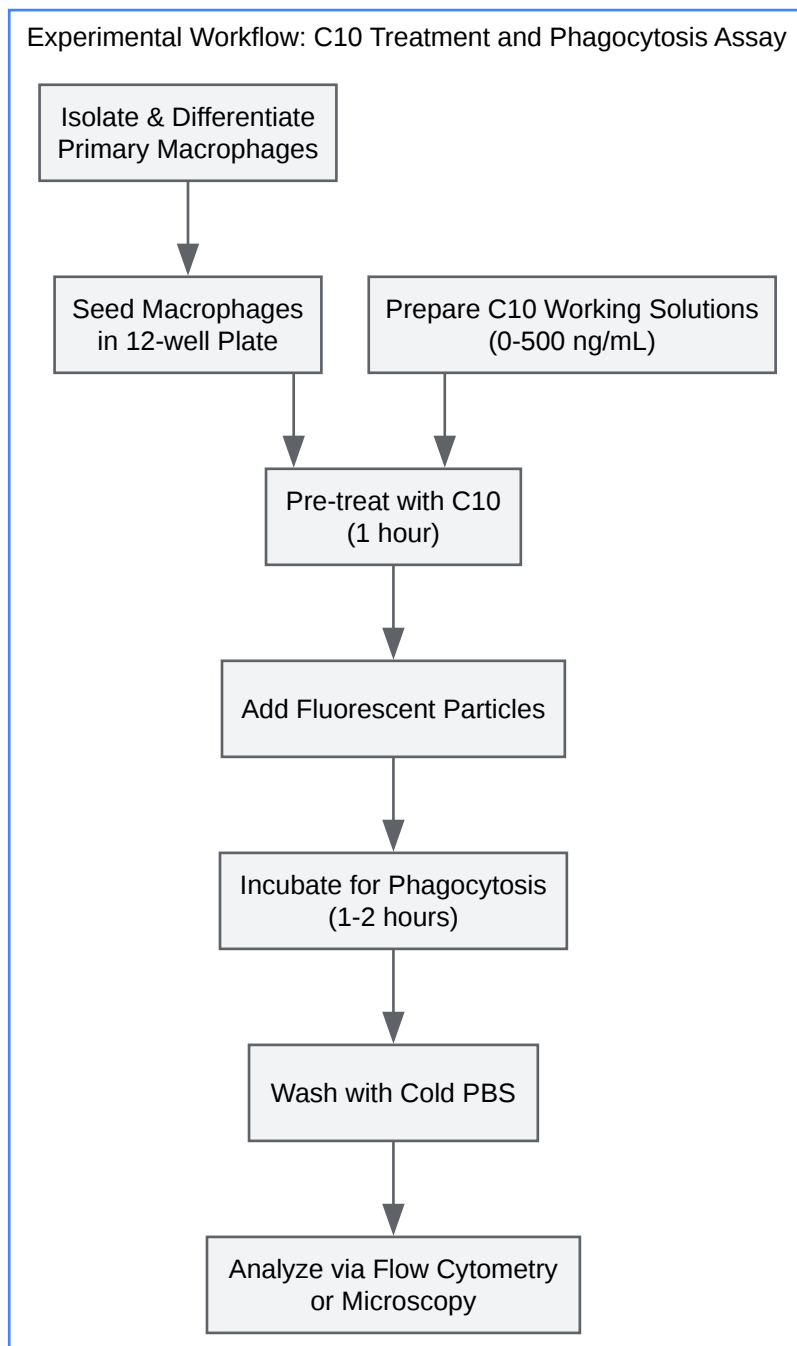 Experimental Workflow: C10 Treatment and Phagocytosis Assay
Isolate & Differentiate
Primary Macrophages
Seed Macrophages
in 12-well Plate
Prepare C10 Working Solutions
(0-500 ng/mL)
Pre-treat with C10
(1 hour)
Add Fluorescent Particles
Incubate for Phagocytosis
(1-2 hours)
Wash with Cold PBS
Analyze via Flow Cytometry
or Microscopy